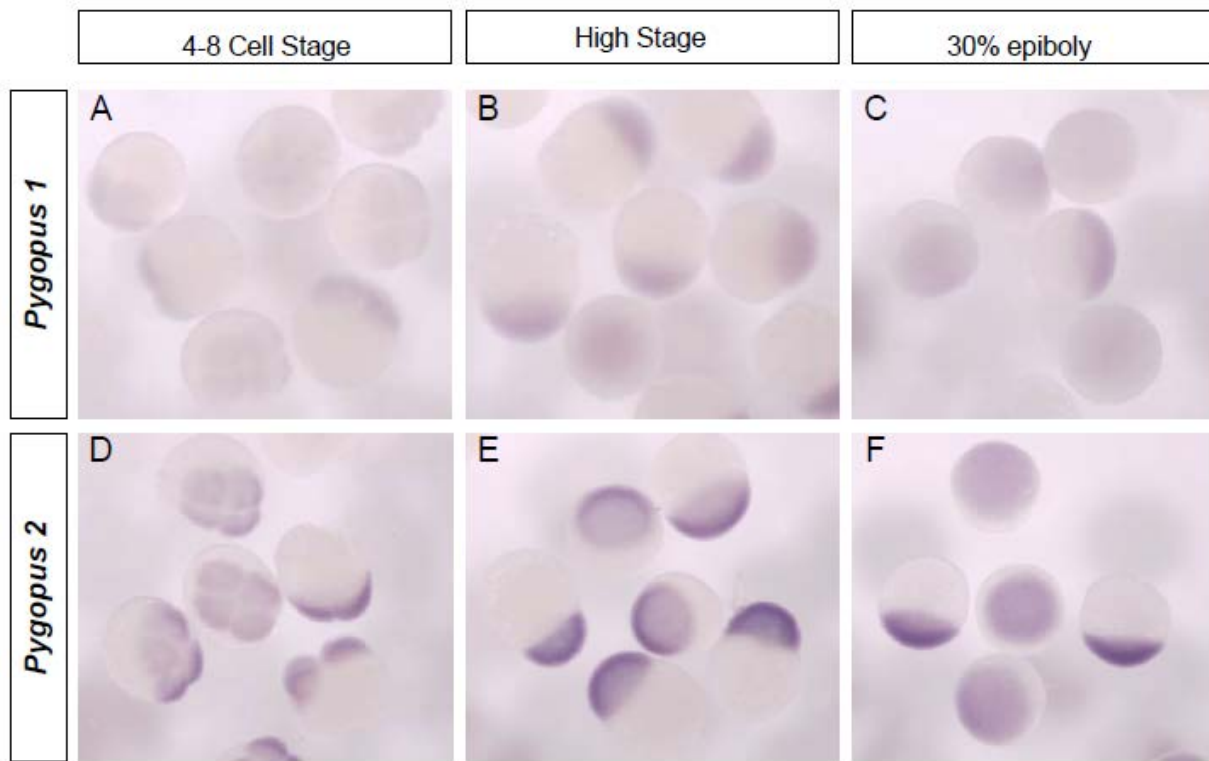 4-8 Cell Stage
High Stage
30% epiboly
Pygopus 1
A
B
C
Pygopus 2
D
E
F